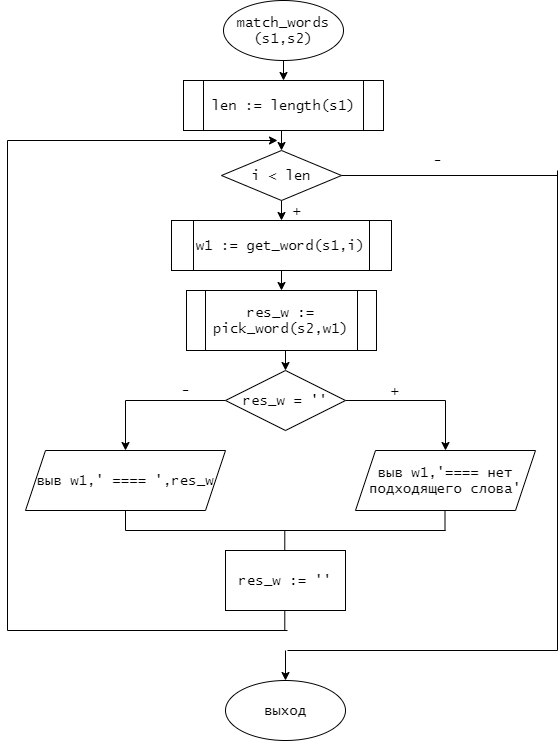 match_words
(s1,s2)
len := length(s1)
i < len
-
+
w1 := get_word(s1,i)
res_w :=
pick_word(s2,w1)
res_w = ''
-
+
выв w1,' ==== ',res_w
выв w1,'==== нет
подходящего слова'
res_w := ''
выход